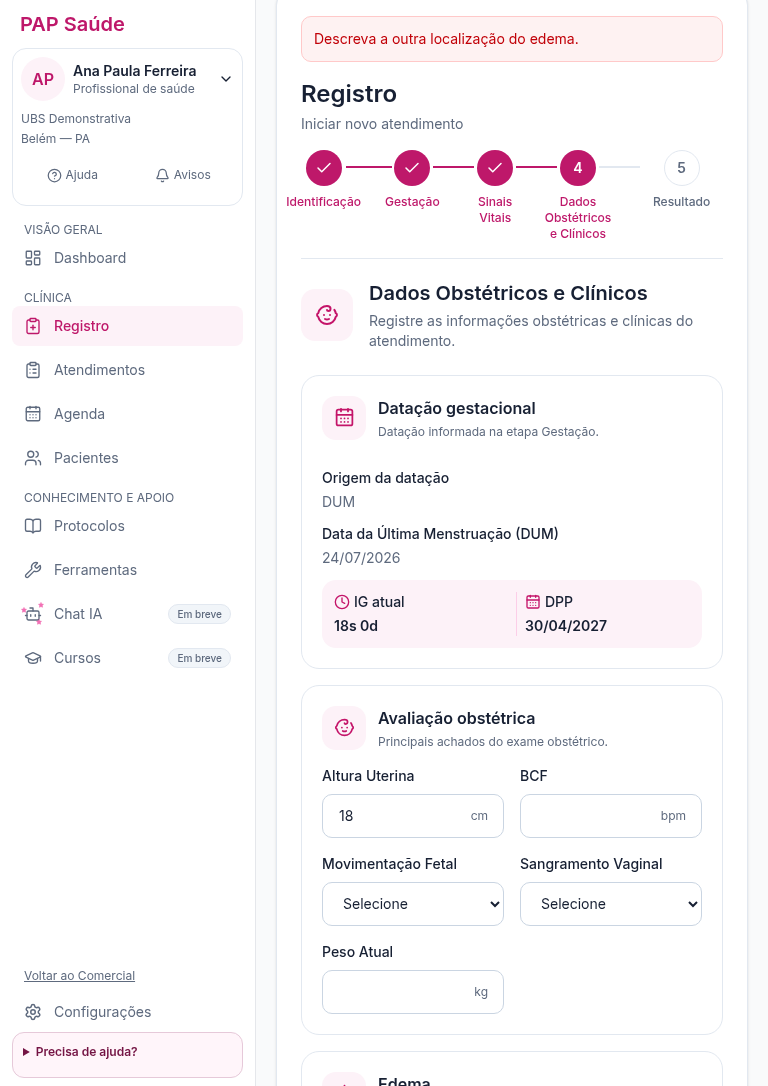 PAP Saúde
AP
Ana Paula Ferreira
Profissional de saúde
UBS Demonstrativa
Belém — PA
Ajuda
Avisos
VISÃO GERAL
Dashboard
CLÍNICA
Registro
Atendimentos
Agenda
Pacientes
CONHECIMENTO E APOIO
Protocolos
Ferramentas
Chat IA
Em breve
Cursos
Em breve
Voltar ao Comercial
Configurações
Precisa de ajuda?
Descreva a outra localização do edema.
Registro
Iniciar novo atendimento
4
5
Identificação
Gestação
Sinais
Vitais
Dados
Obstétricos
e Clínicos
Resultado
Dados Obstétricos e Clínicos
Registre as informações obstétricas e clínicas do
atendimento.
Datação gestacional
Datação informada na etapa Gestação.
Origem da datação
DUM
Data da Última Menstruação (DUM)
24/07/2026
IG atual
18s 0d
DPP
30/04/2027
Avaliação obstétrica
Principais achados do exame obstétrico.
Altura Uterina
18 cm
BCF
bpm
Movimentação Fetal
Selecione
Sangramento Vaginal
Selecione
Peso Atual
kg
Edema